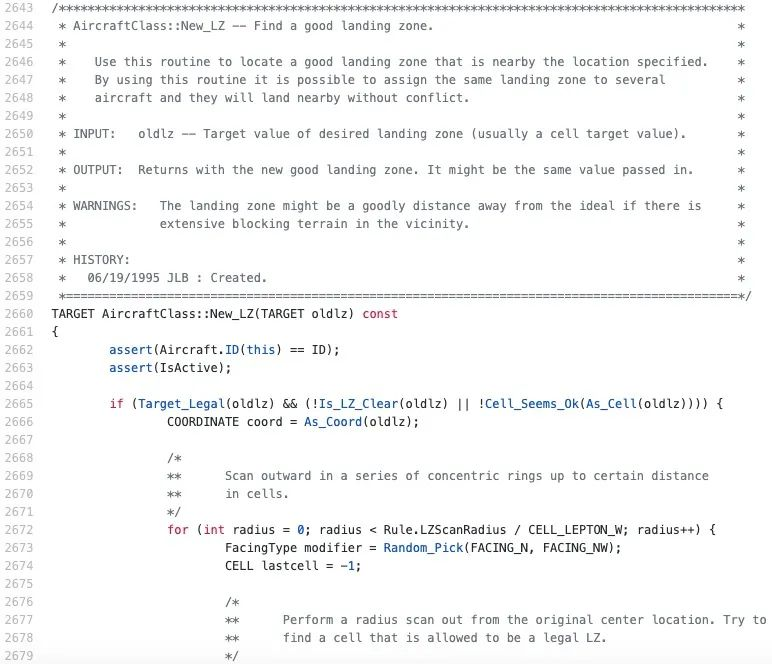 2643 /***********************************************************************************************
2644  * AircraftClass::New_LZ -- Find a good landing zone.                                          *
2645  *                                                                                             *
2646  *    Use this routine to locate a good landing zone that is nearby the location specified.    *
2647  *    By using this routine it is possible to assign the same landing zone to several          *
2648  *    aircraft and they will land nearby without conflict.                                     *
2649  *                                                                                             *
2650  * INPUT:   oldlz -- Target value of desired landing zone (usually a cell target value).       *
2651  *                                                                                             *
2652  * OUTPUT:  Returns with the new good landing zone. It might be the same value passed in.      *
2653  *                                                                                             *
2654  * WARNINGS:   The landing zone might be a goodly distance away from the ideal if there is     *
2655  *             extensive blocking terrain in the vicinity.                                     *
2656  *                                                                                             *
2657  * HISTORY:                                                                                    *
2658  *   06/19/1995 JLB : Created.                                                                 *
2659  *=============================================================================================*/
2660 TARGET AircraftClass::New_LZ(TARGET oldlz) const
2661 {
2662         assert(Aircraft.ID(this) == ID);
2663         assert(IsActive);
2664
2665         if (Target_Legal(oldlz) && (!Is_LZ_Clear(oldlz) || !Cell_Seems_Ok(As_Cell(oldlz)))) {
2666                 COORDINATE coord = As_Coord(oldlz);
2667
2668                 /*
2669                 **      Scan outward in a series of concentric rings up to certain distance
2670                 **      in cells.
2671                 */
2672                 for (int radius = 0; radius < Rule.LZScanRadius / CELL_LEPTON_W; radius++) {
2673                         FacingType modifier = Random_Pick(FACING_N, FACING_NW);
2674                         CELL lastcell = -1;
2675
2676                         /*
2677                         **      Perform a radius scan out from the original center location. Try to
2678                         **      find a cell that is allowed to be a legal LZ.
2679                         */